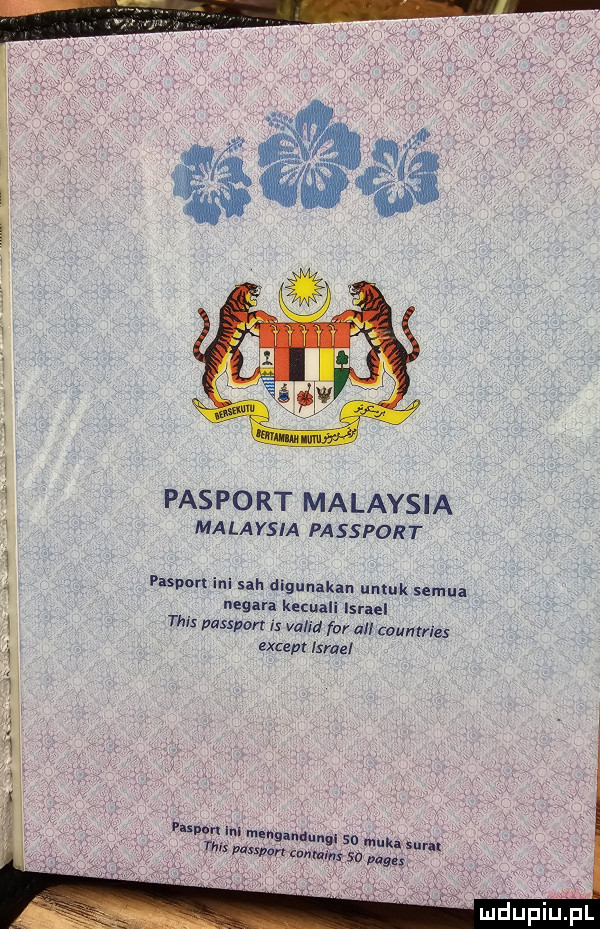 BERSEKUTU
BERTAMBAH MUTU
PASPORT MALAYSIA
MALAYSIA PASSPORT
Pasport ini sah digunakan untuk semua
negara kecuali Israel
This passport is valid for all countries
except Israel
Pasport ini mengandungi 50 muka surat
This passport contains 50 pages
wdupiu.pl